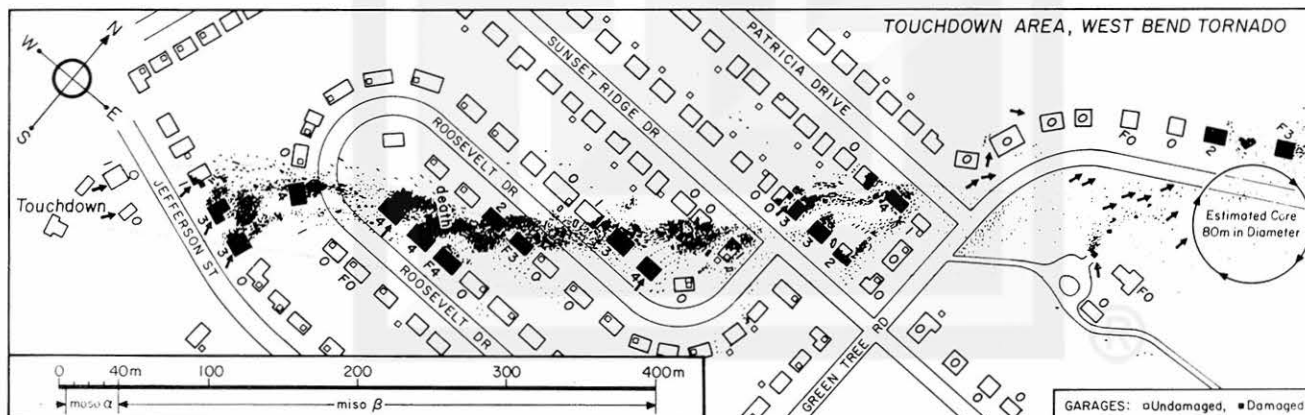 TOUCHDOWN AREA, WEST BEND TORNADO
N
W
E
S
PATRICIA DRIVE
SUNSET RIDGE DR
ROOSEVELT DR
JEFFERSON ST
Touchdown
death
ROOSEVELT DR
GREEN TREE RD
Estimated Core
80m in Diameter
F0
F0
F0
F3
F3
F4
0 40m 100 200 300 400m
miso β
GARAGES: Undamaged, Damaged